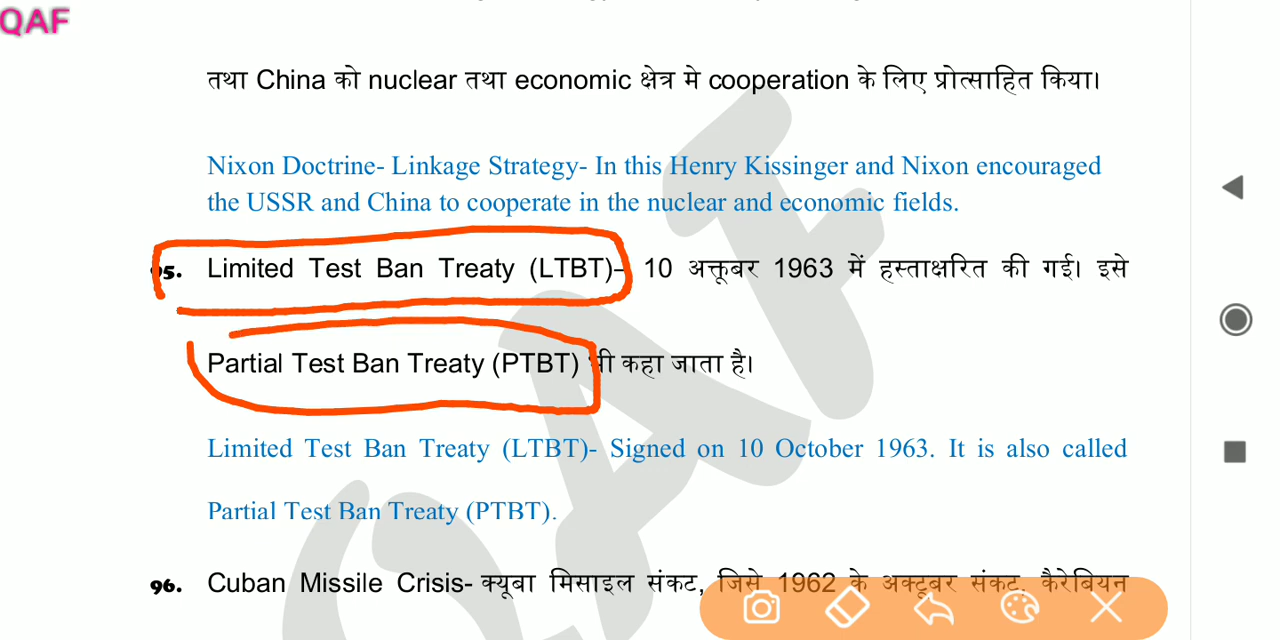 QAF
तथा China को nuclear तथा economic क्षेत्र मे cooperation के लिए प्रोत्साहित किया।
Nixon Doctrine- Linkage Strategy- In this Henry Kissinger and Nixon encouraged
the USSR and China to cooperate in the nuclear and economic fields.
95. Limited Test Ban Treaty (LTBT)- 10 अक्तूबर 1963 में हस्ताक्षरित की गई। इसे
Partial Test Ban Treaty (PTBT) भी कहा जाता है।
Limited Test Ban Treaty (LTBT)- Signed on 10 October 1963. It is also called
Partial Test Ban Treaty (PTBT).
96. Cuban Missile Crisis- क्यूबा मिसाइल संकट, जिसे 1962 के अक्टूबर संकट, कैरेबियन